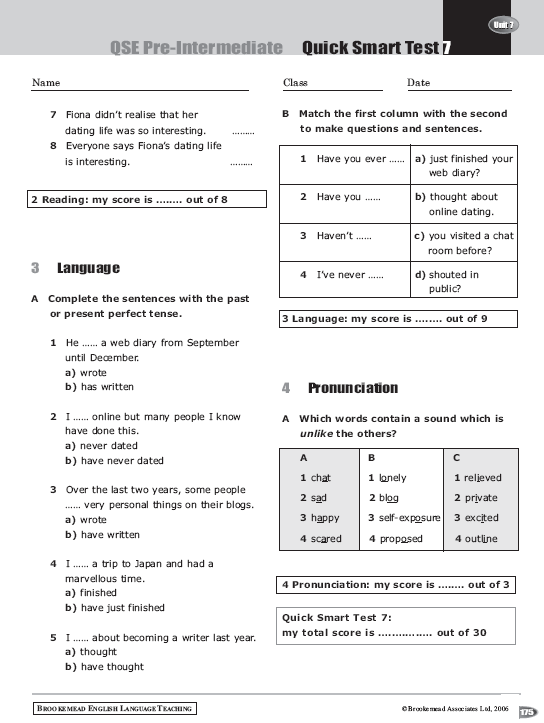 Unit 7
QSE Pre-Intermediate Quick Smart Test 7
Name
Class
Date
7 Fiona didn't realise that her
dating life was so interesting. .........
8 Everyone says Fiona's dating life
is interesting. .........
2 Reading: my score is ........ out of 8
3 Language
A Complete the sentences with the past
or present perfect tense.
1 He ...... a web diary from September
until December.
a) wrote
b) has written
2 I ...... online but many people I know
have done this.
a) never dated
b) have never dated
3 Over the last two years, some people
...... very personal things on their blogs.
a) wrote
b) have written
4 I ...... a trip to Japan and had a
marvellous time.
a) finished
b) have just finished
5 I ...... about becoming a writer last year.
a) thought
b) have thought
B Match the first column with the second
to make questions and sentences.
1 Have you ever ...... a) just finished your
web diary?
2 Have you ...... b) thought about
online dating.
3 Haven't ...... c) you visited a chat
room before?
4 I've never ...... d) shouted in
public?
3 Language: my score is ........ out of 9
4 Pronunciation
A Which words contain a sound which is
unlike the others?
A B C
1 chat 1 lonely 1 relieved
2 sad 2 blog 2 private
3 happy 3 self-exposure 3 excited
4 scared 4 proposed 4 outline
4 Pronunciation: my score is ........ out of 3
Quick Smart Test 7:
my total score is ................ out of 30
BROOKEMEAD ENGLISH LANGUAGE TEACHING
©Brookemead Associates Ltd, 2006
175